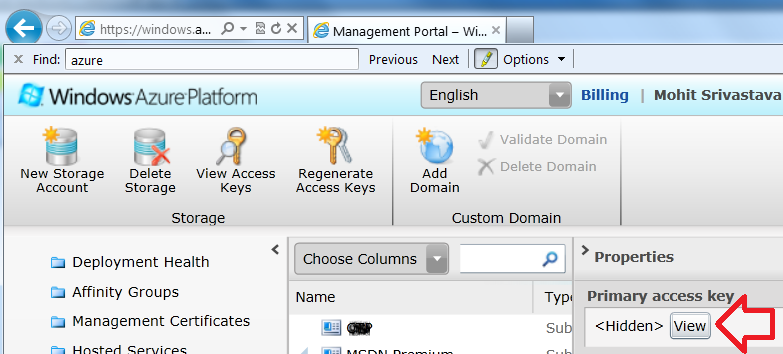 https://windows.a...
Management Portal – Wi...
x Find: azure Previous Next Options
Windows Azure Platform English Billing | Mohit Srivastava
New Storage Account
Delete Storage
View Access Keys
Regenerate Access Keys
Add Domain
Validate Domain
Delete Domain
Storage
Custom Domain
Deployment Health
Affinity Groups
Management Certificates
Hosted Services
Choose Columns
Name Type
Sub
MSDN Premium Sub
Properties
Primary access key
<Hidden> View